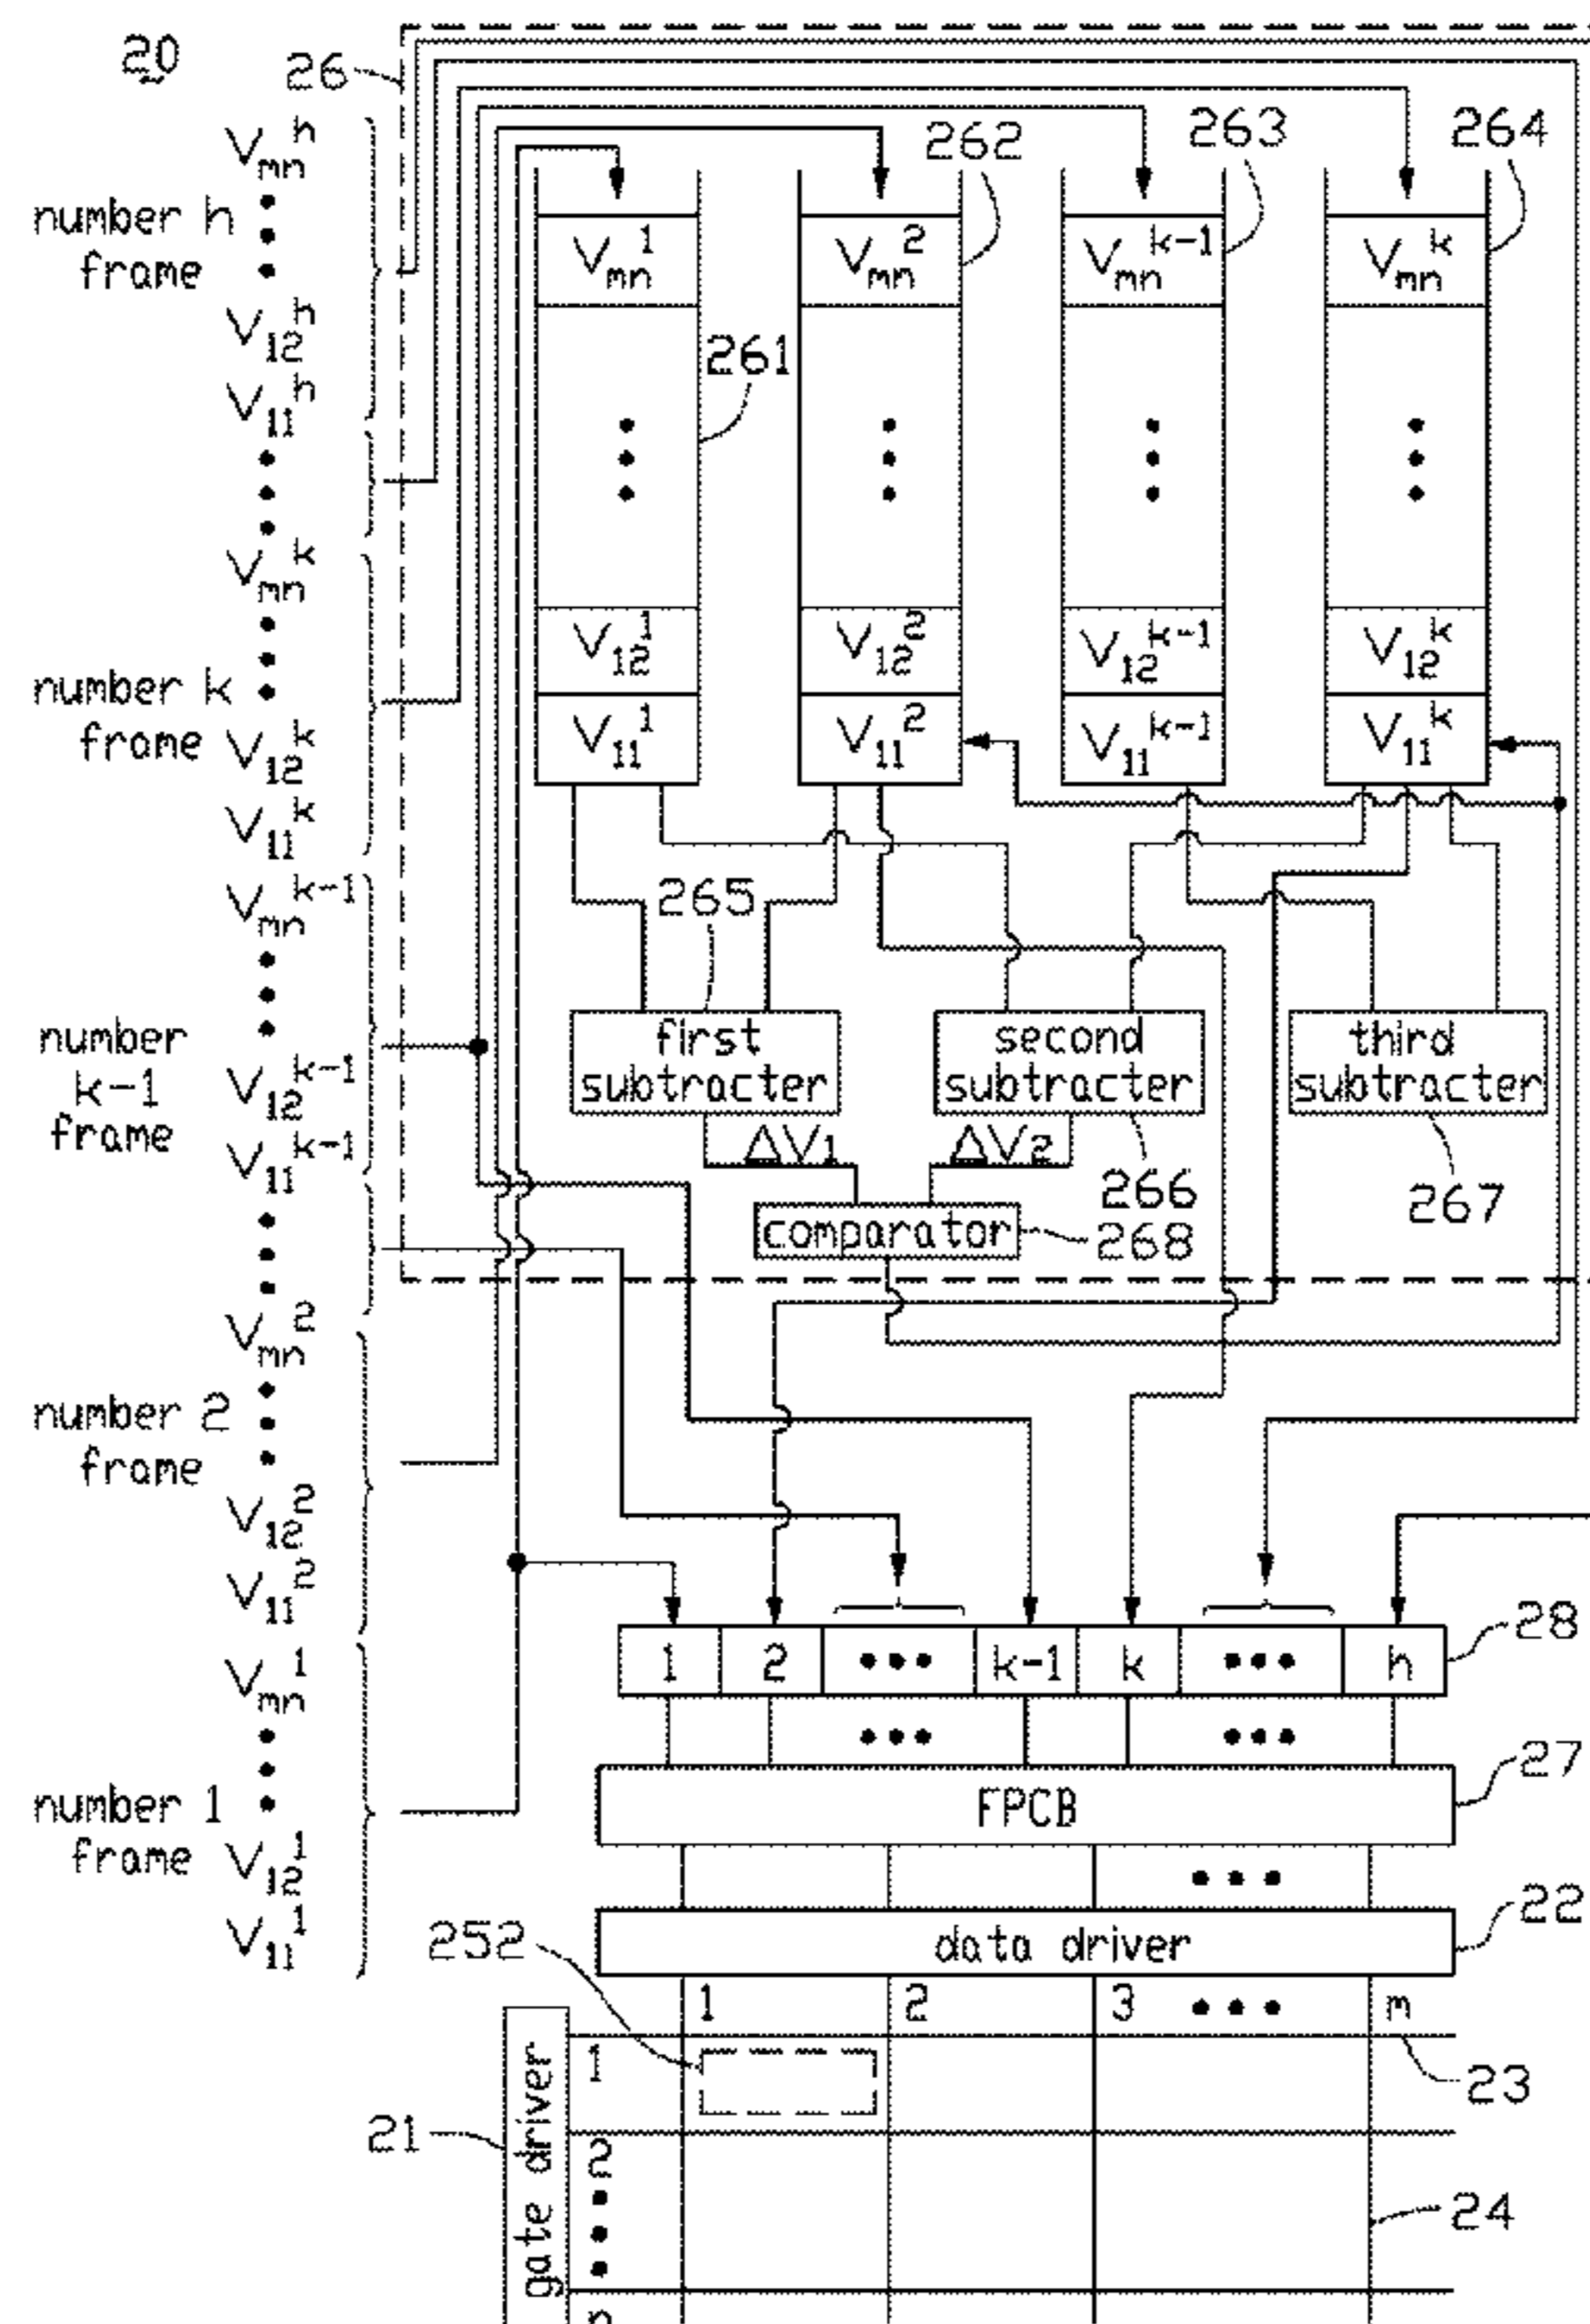 20
26
262
263
264
V_mn^h
number h
frame
V_12^h
V_11^h
V_mn^1
V_mn^2
V_mn^k-1
V_mn^k
261
V_mn^k
number k
frame
V_12^k
V_11^k
V_12^1
V_12^2
V_12^k-1
V_12^k
V_11^1
V_11^2
V_11^k-1
V_11^k
V_mn^k-1
number
k-1
frame
V_12^k-1
V_11^k-1
265
first
subtracter
second
subtracter
third
subtracter
ΔV1
ΔV2
266
267
comparator
268
V_mn^2
number 2
frame
V_12^2
V_11^2
V_mn^1
number 1
frame
V_12^1
V_11^1
1 2 ••• k-1 k ••• h
28
••• •••
FPCB
27
•••
data driver
22
252
1 2 3 ••• m
gate driver
21
1
23
2
24